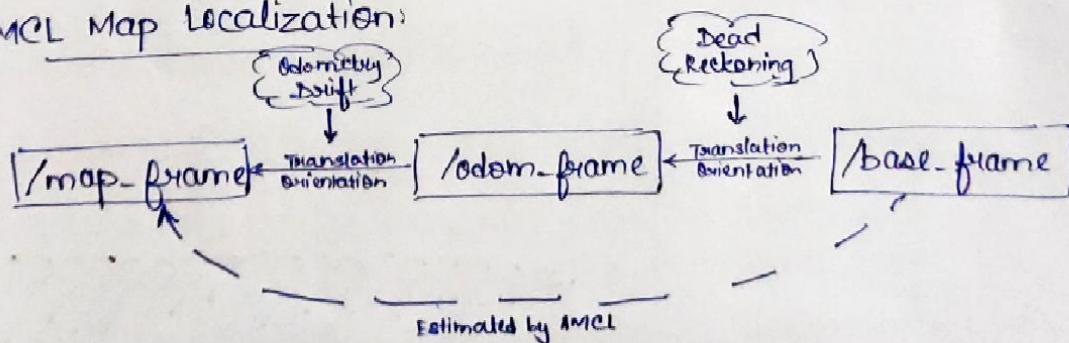 MCL Map Localization:
Odometry
Drift
Dead
Reckoning
/map_frame
Translation
Orientation
/odom_frame
Translation
Orientation
/base_frame
Estimated by AMCL